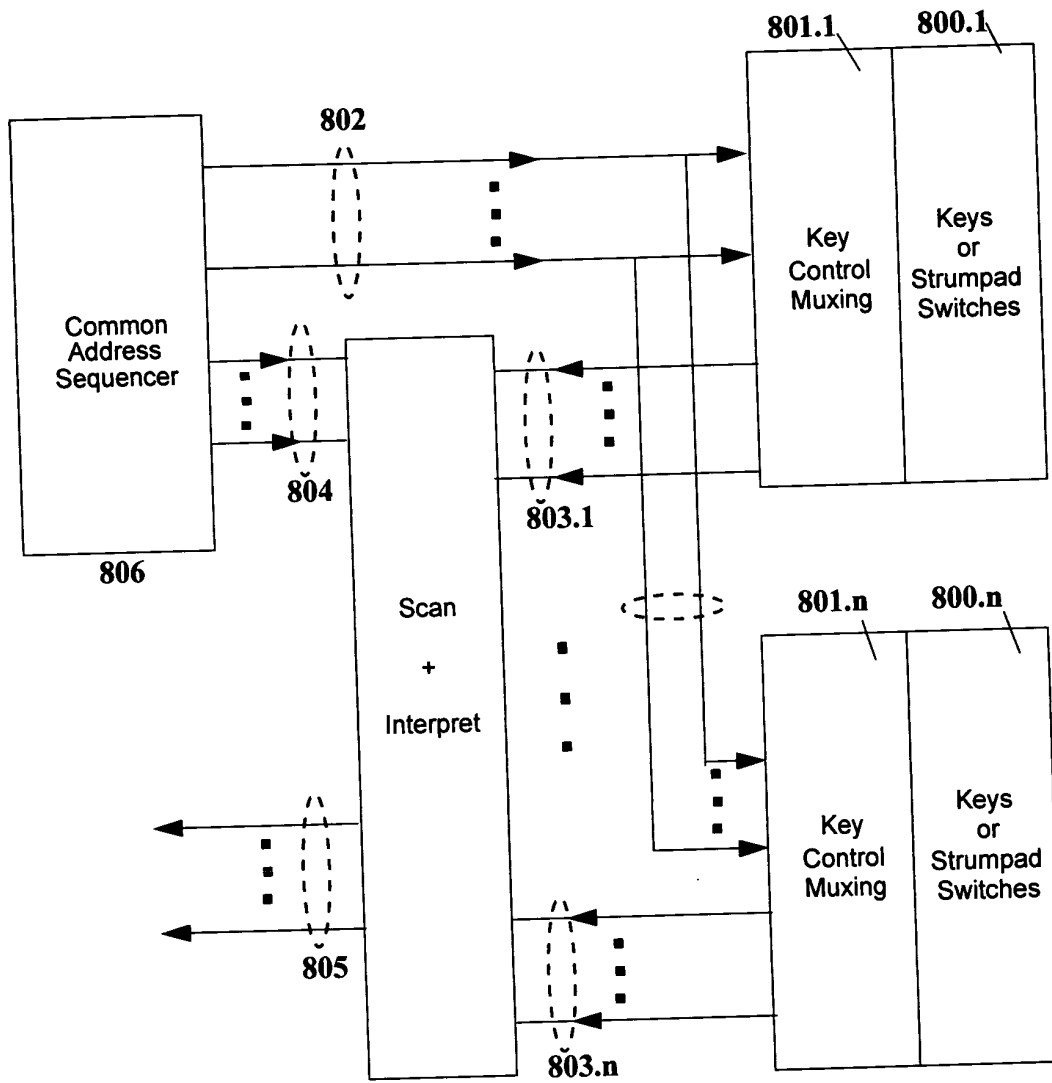 801.1
800.1
802
Key
Control
Muxing
Keys
or
Strumpad
Switches
Common
Address
Sequencer
804
803.1
806
Scan
+
Interpret
801.n
800.n
Key
Control
Muxing
Keys
or
Strumpad
Switches
805
803.n